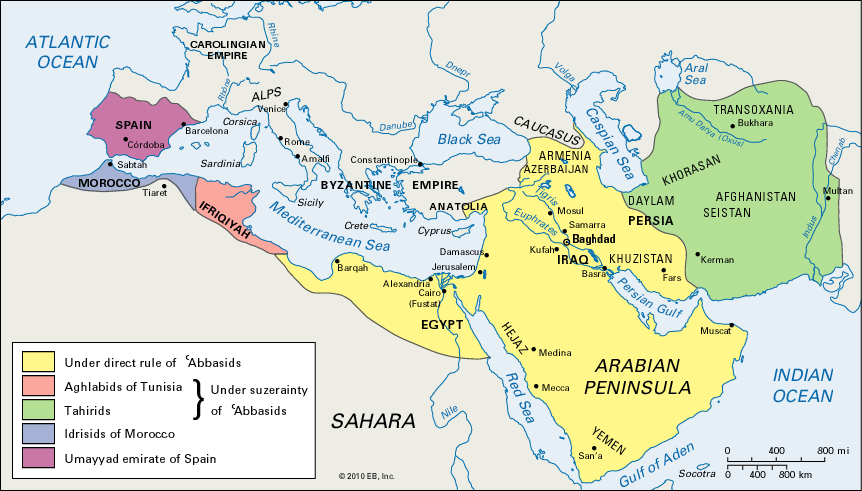 ATLANTIC
OCEAN
CAROLINGIAN
EMPIRE
Rhine
Rhône
ALPS
Venice
Dnepr
Volga
Aral
Sea
TRANSOXANIA
Bukhara
Amu Darya (Oxus)
Chenab
SPAIN
Córdoba
Barcelona
Corsica
Rome
Amalfi
Danube
Black Sea
CAUCASUS
Caspian Sea
KHORASAN
Sabtah
Sardinia
Constantinople
ARMENIA
AZERBAIJAN
MOROCCO
Tiaret
Sicily
BYZANTINE EMPIRE
ANATOLIA
Tigris
Mosul
DAYLAM
PERSIA
AFGHANISTAN
SEISTAN
Multan
Indus
IFRIQIYAH
Mediterranean Sea
Crete
Cyprus
Euphrates
Samarra
Baghdad
Kufah
IRAQ
KHUZISTAN
Kerman
Damascus
Jerusalem
Basra
Fars
Barqah
Alexandria
Cairo
(Fustat)
Persian Gulf
EGYPT
HEJAZ
Muscat
Medina
Mecca
ARABIAN
PENINSULA
INDIAN
OCEAN
Red Sea
SAHARA
Nile
YEMEN
San'a
Gulf of Aden
Socotra
0 400 800 mi
0 400 800 km
Under direct rule of ʿAbbasids
Aghlabids of Tunisia
Tahirids
} Under suzerainty
of ʿAbbasids
Idrisids of Morocco
Umayyad emirate of Spain
© 2010 EB, Inc.